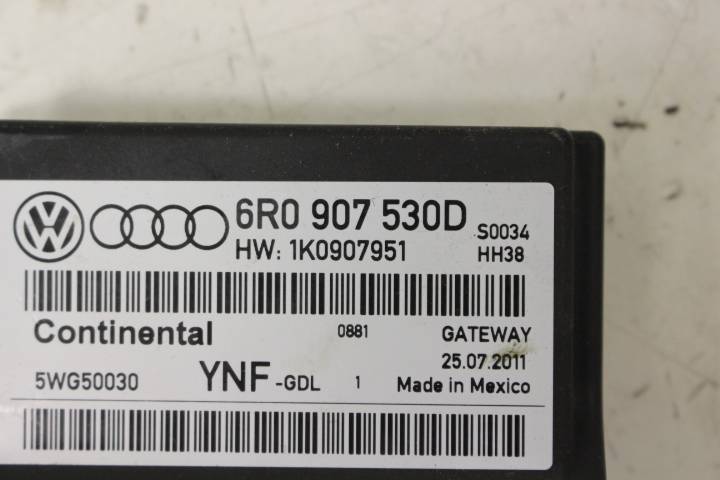 6R0 907 530D
S0034
HW: 1K0907951
HH38
Continental
0881
GATEWAY
25.07.2011
5WG50030
YNF -GDL
1
Made in Mexico